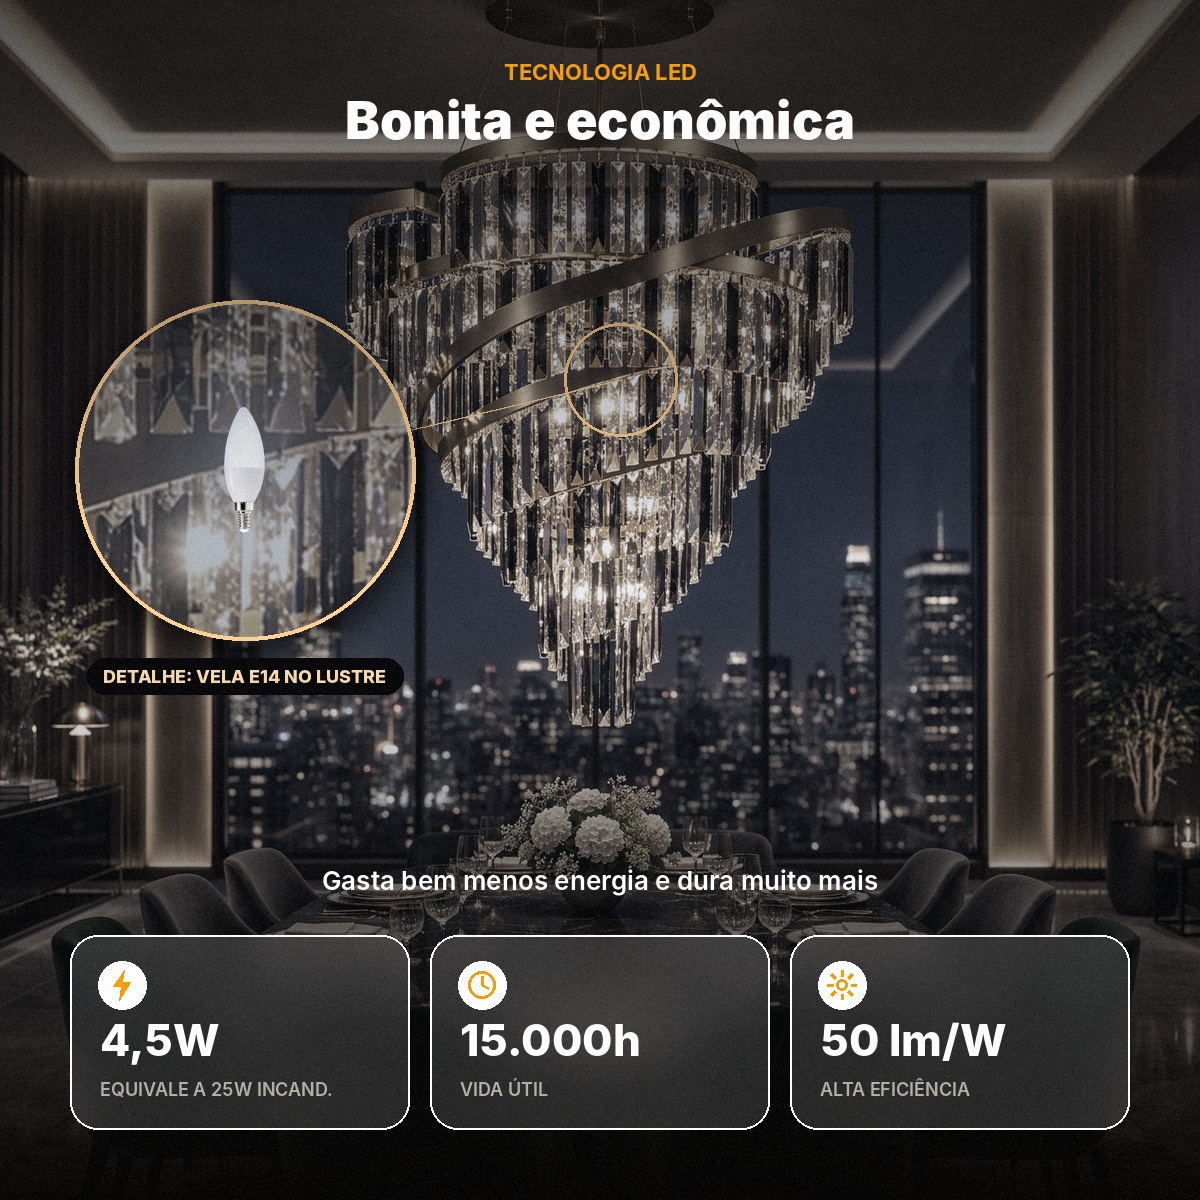 TECNOLOGIA LED
Bonita e econômica
DETALHE: VELA E14 NO LUSTRE
Gasta bem menos energia e dura muito mais
4,5W
EQUIVALE A 25W INCAND.
15.000h
VIDA ÚTIL
50 lm/W
ALTA EFICIÊNCIA